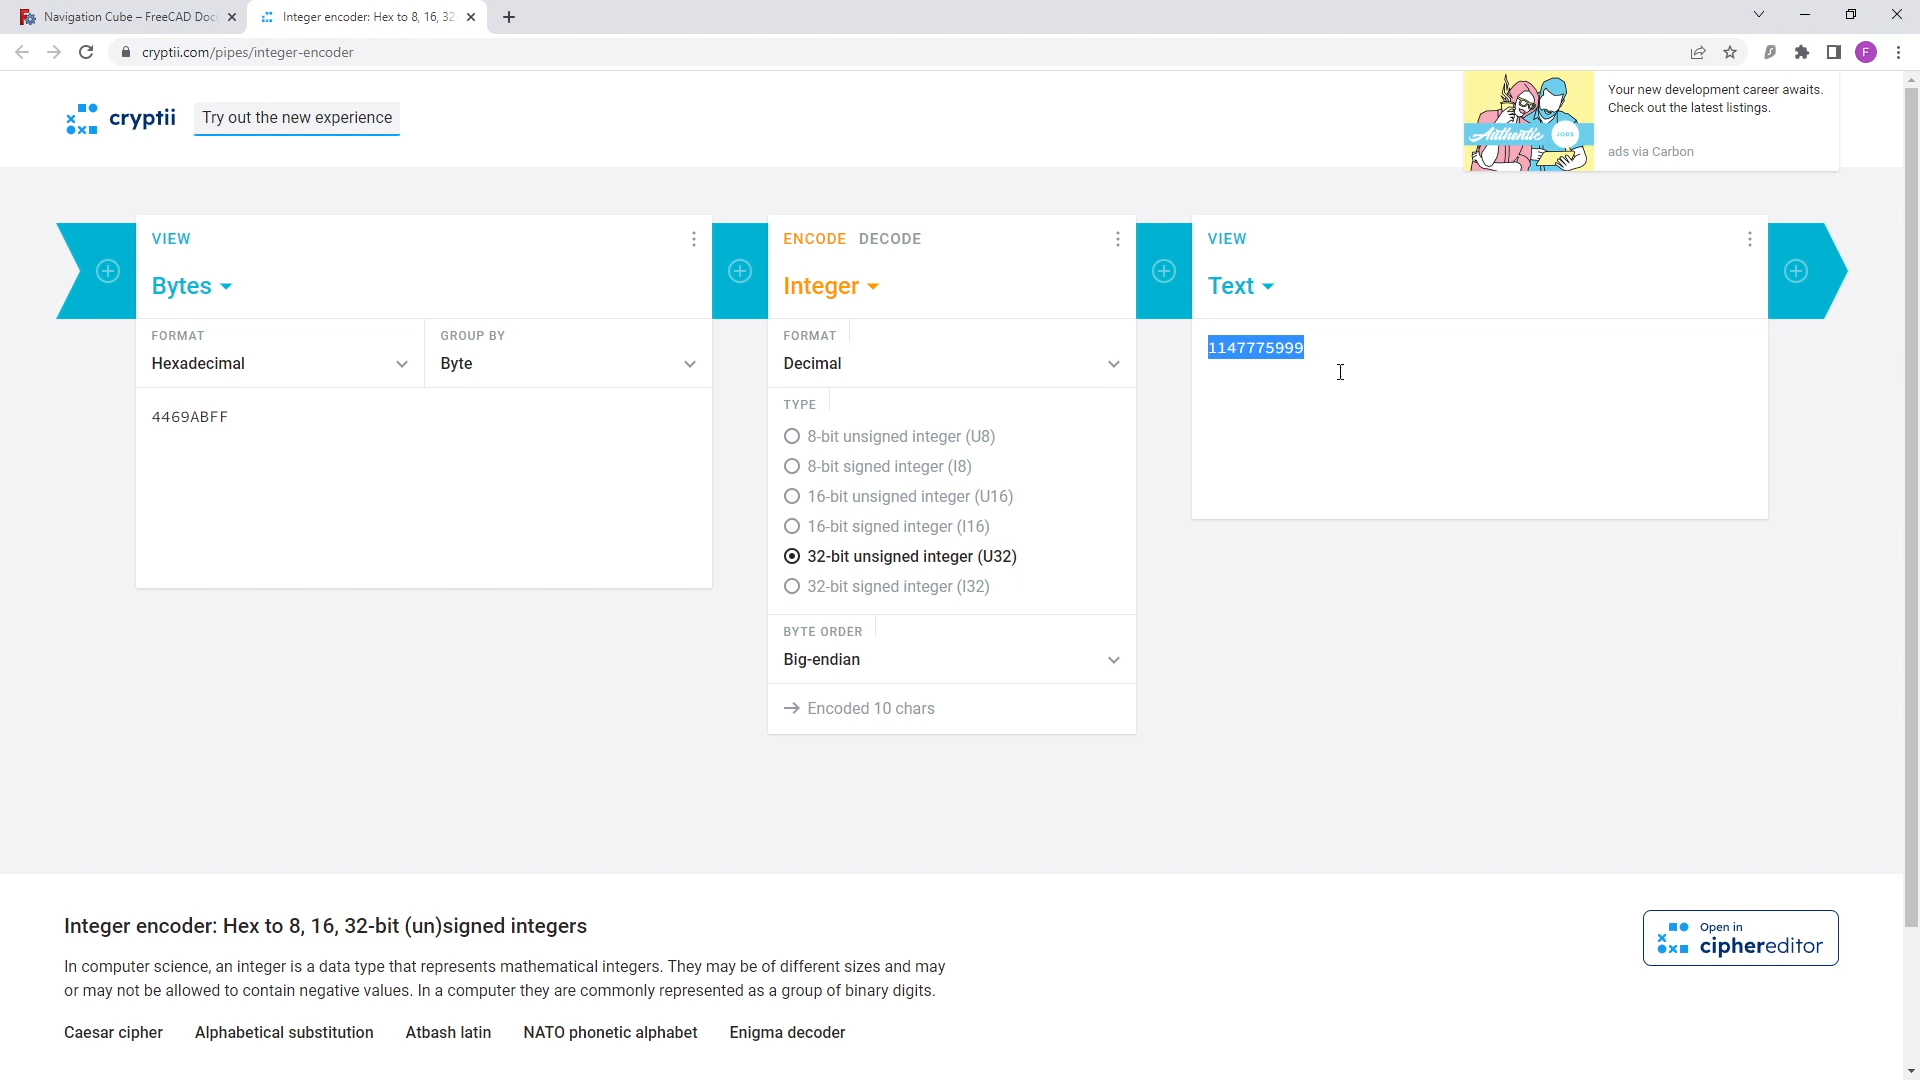 Navigation Cube – FreeCAD Doc
Integer encoder: Hex to 8, 16, 32
cryptii.com/pipes/integer-encoder
F
cryptii
Try out the new experience
Authentic
JOBS
Your new development career awaits.
Check out the latest listings.
ads via Carbon
VIEW
Bytes
FORMAT
Hexadecimal
GROUP BY
Byte
4469ABFF
ENCODE DECODE
Integer
FORMAT
Decimal
TYPE
8-bit unsigned integer (U8)
8-bit signed integer (I8)
16-bit unsigned integer (U16)
16-bit signed integer (I16)
32-bit unsigned integer (U32)
32-bit signed integer (I32)
BYTE ORDER
Big-endian
→ Encoded 10 chars
VIEW
Text
1147775999
Integer encoder: Hex to 8, 16, 32-bit (un)signed integers
In computer science, an integer is a data type that represents mathematical integers. They may be of different sizes and may
or may not be allowed to contain negative values. In a computer they are commonly represented as a group of binary digits.
Caesar cipher Alphabetical substitution Atbash latin NATO phonetic alphabet Enigma decoder
Open in
ciphereditor